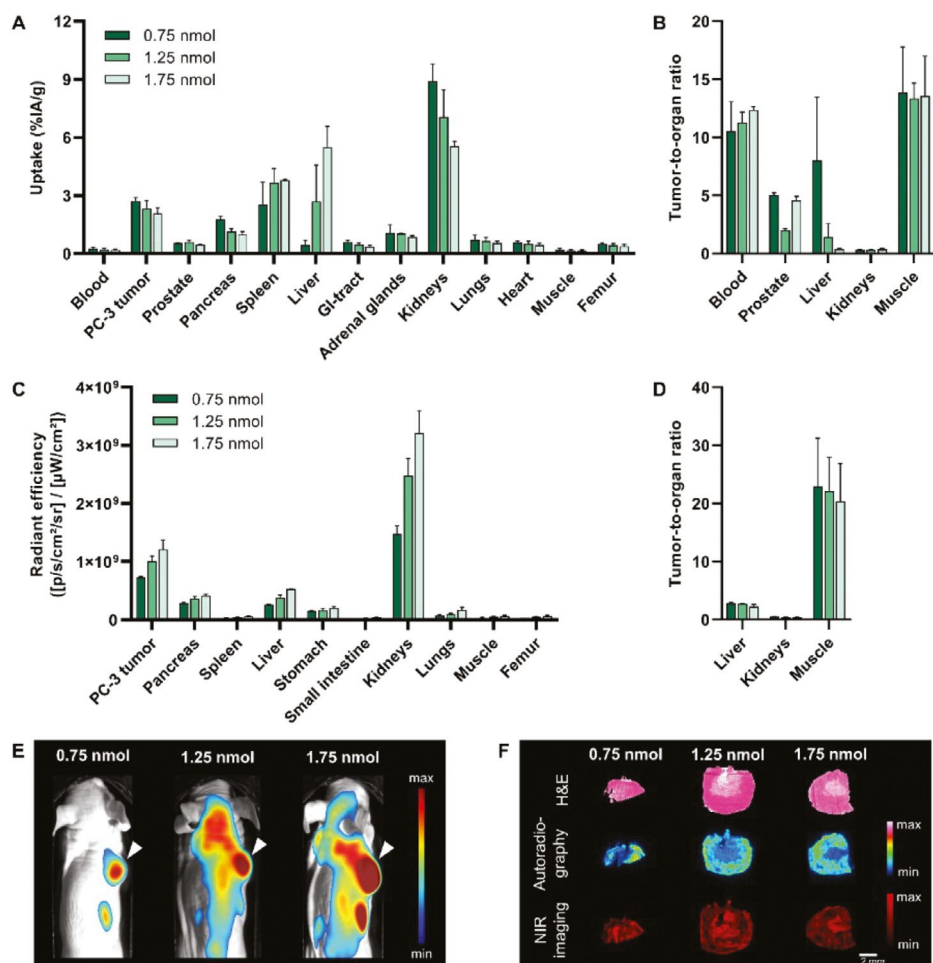 A
12
9
6
3
0
Uptake (%IA/g)
0.75 nmol
1.25 nmol
1.75 nmol
Blood
PC-3 tumor
Prostate
Pancreas
Spleen
Liver
GI-tract
Adrenal glands
Kidneys
Lungs
Heart
Muscle
Femur
B
20
15
10
5
0
Tumor-to-organ ratio
Blood
Prostate
Liver
Kidneys
Muscle
C
4×10⁹
3×10⁹
2×10⁹
1×10⁹
0
Radiant efficiency
([p/s/cm²/sr] / [µW/cm²])
0.75 nmol
1.25 nmol
1.75 nmol
PC-3 tumor
Pancreas
Spleen
Liver
Stomach
Small intestine
Kidneys
Lungs
Muscle
Femur
D
40
30
20
10
0
Tumor-to-organ ratio
Liver
Kidneys
Muscle
E
0.75 nmol
1.25 nmol
1.75 nmol
max
min
F
0.75 nmol
1.25 nmol
1.75 nmol
H&E
Autoradio-
graphy
max
min
NIR
imaging
max
min
2 mm